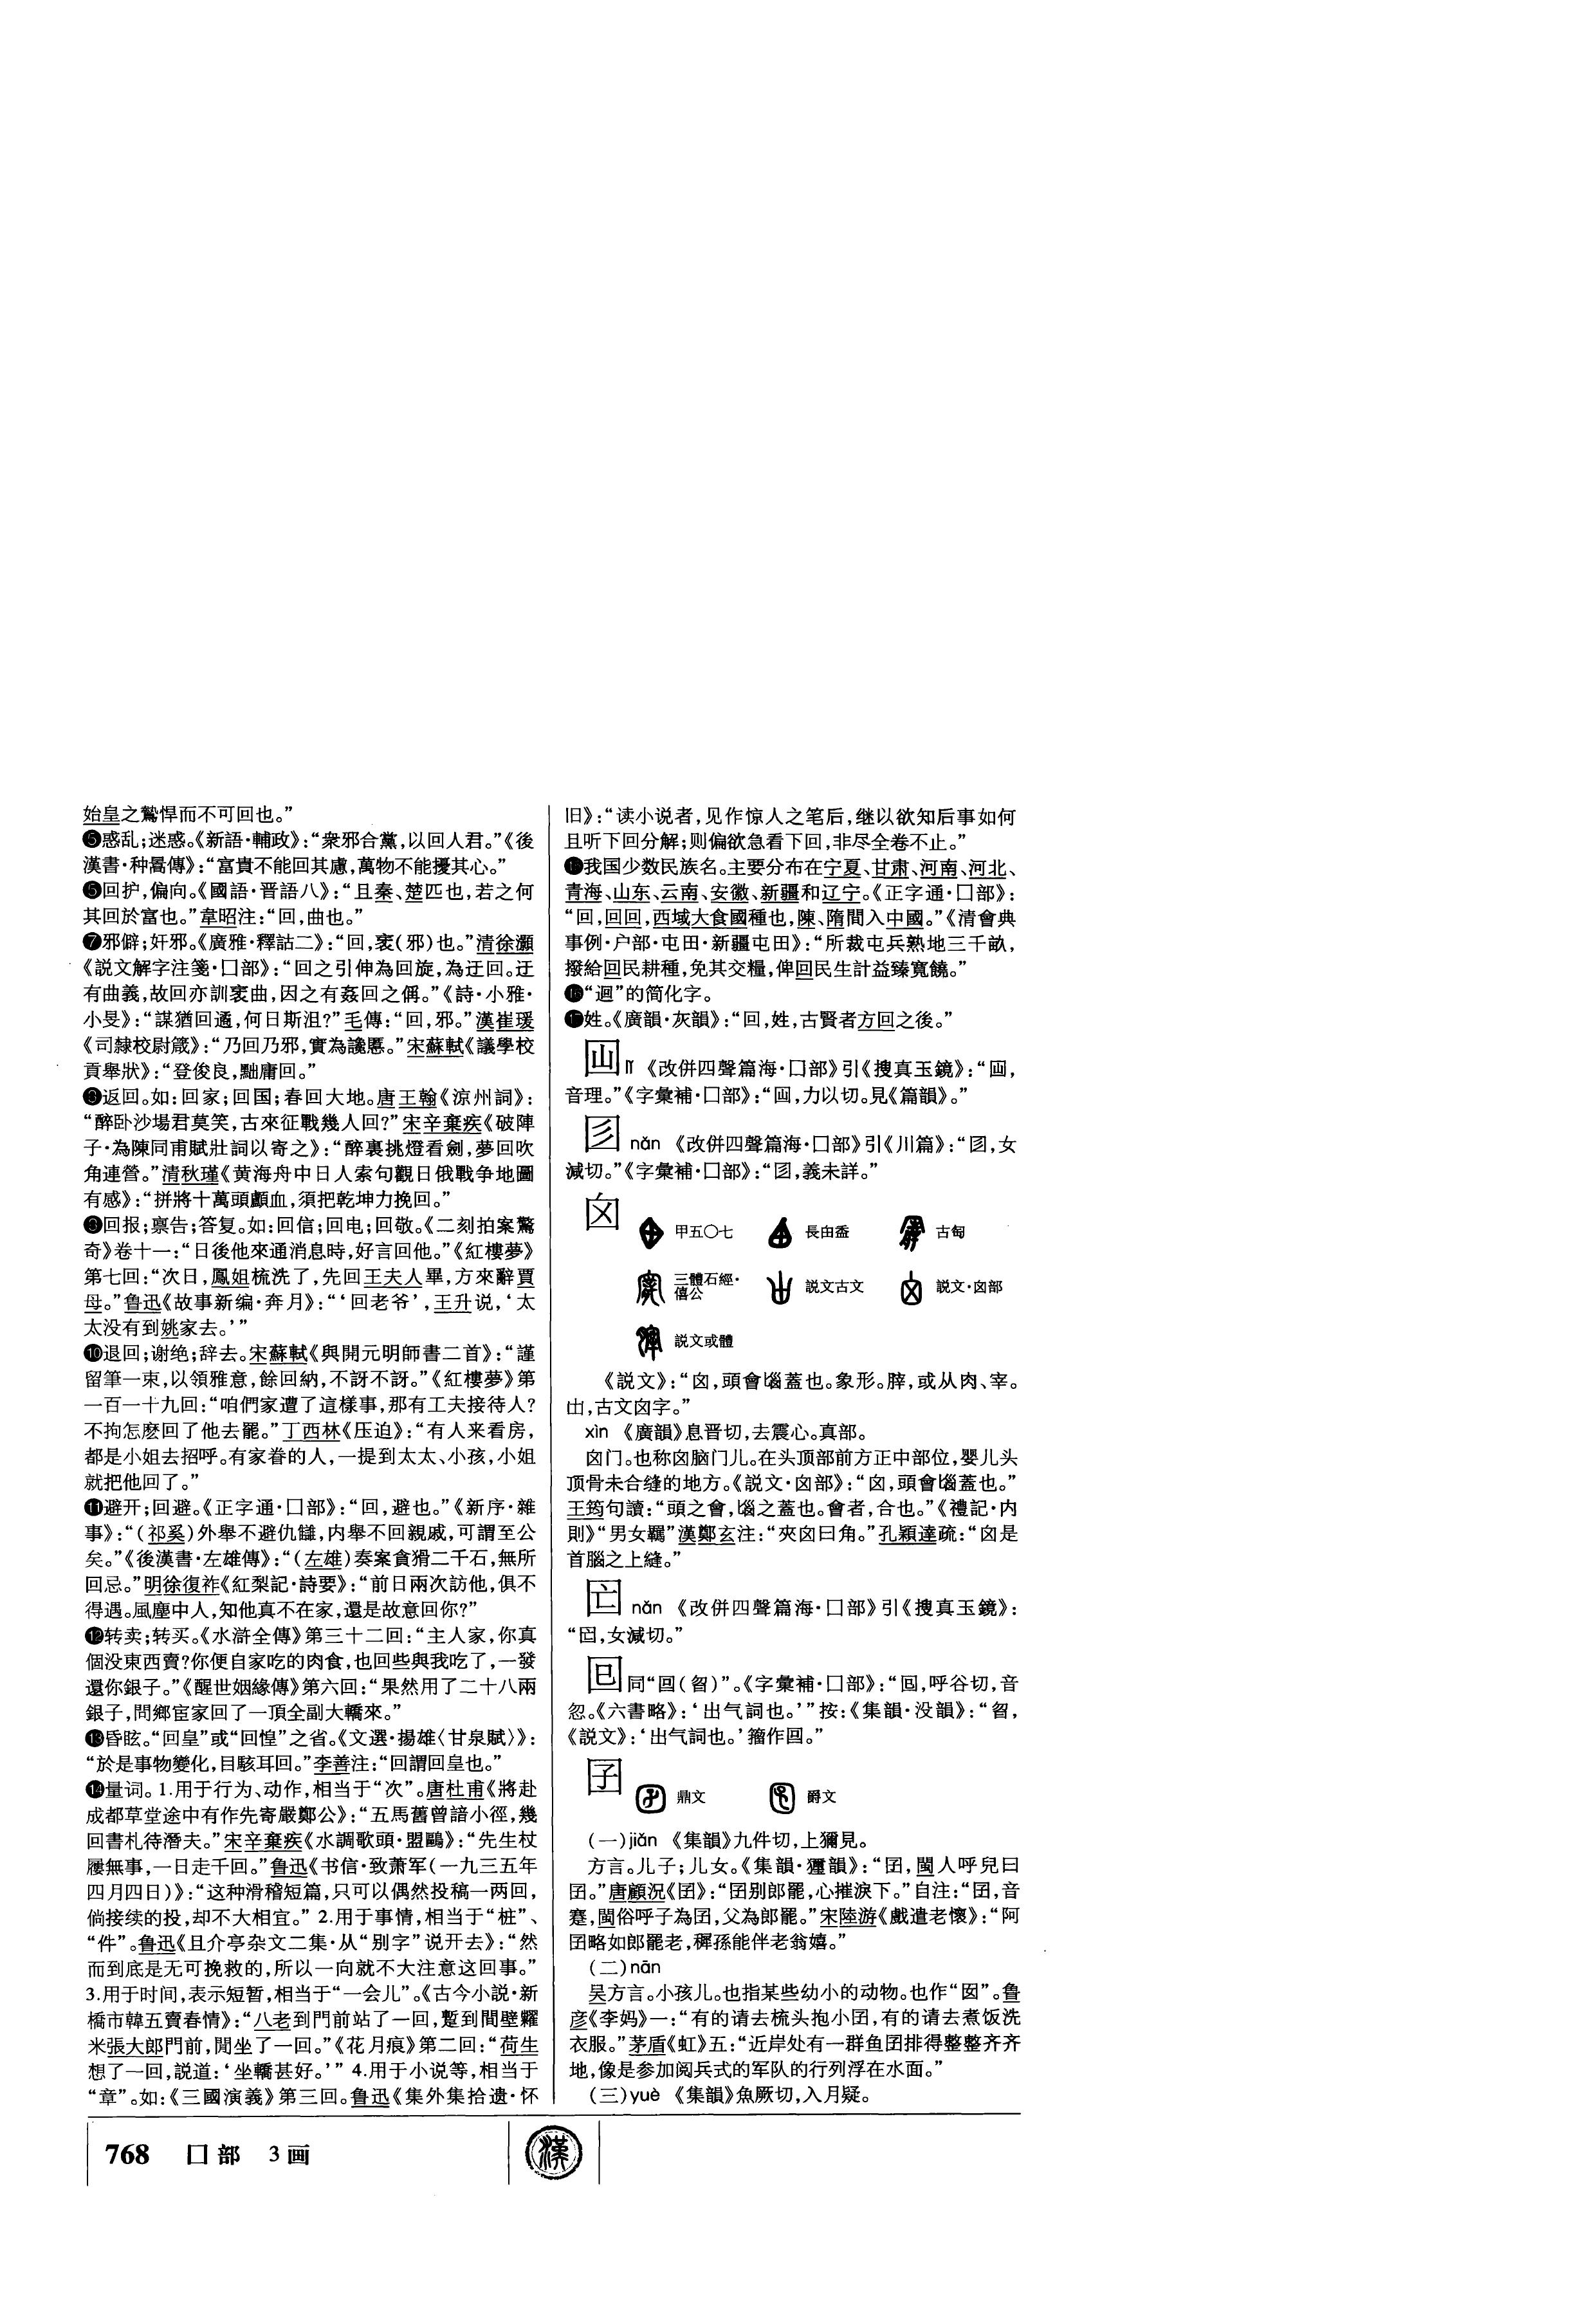 始皇之驇悍而不可回也。”
❺惑乱;迷惑。《新語·輔政》:“衆邪合黨,以回人君。”《後
漢書·种暠傳》:“富貴不能回其慮,萬物不能擾其心。”
❺回护,偏向。《國語·晋語八》:“且秦、楚匹也,若之何
其回於富也。”韋昭注:“回,曲也。”
❼邪僻;奸邪。《廣雅·釋詁二》:“回,衺(邪)也。”清徐灝
《説文解字注箋·囗部》:“回之引伸為回旋,為迂回。迂
有曲義,故回亦訓衺曲,因之有姦回之偁。”《詩·小雅·
小旻》:“謀猶回遹,何日斯沮?”毛傳:“回,邪。”漢崔瑗
《司隸校尉箴》:“乃回乃邪,實為讒慝。”宋蘇軾《議學校
貢舉狀》:“登俊良,黜庸回。”
❽返回。如:回家;回国;春回大地。唐王翰《涼州詞》:
“醉卧沙場君莫笑,古來征戰幾人回?”宋辛棄疾《破陣
子·為陳同甫賦壯詞以寄之》:“醉裏挑燈看劍,夢回吹
角連營。”清秋瑾《黄海舟中日人索句觀日俄戰争地圖
有感》:“拼將十萬頭顱血,須把乾坤力挽回。”
❾回报;禀告;答复。如:回信;回电;回敬。《二刻拍案驚
奇》卷十一:“日後他來通消息時,好言回他。”《紅樓夢》
第七回:“次日,鳳姐梳洗了,先回王夫人畢,方來辭賈
母。”鲁迅《故事新编·奔月》:“‘回老爷’,王升说,‘太
太没有到姚家去。’”
❿退回;谢绝;辞去。宋蘇軾《與開元明師書二首》:“謹
留筆一束,以領雅意,餘回納,不訝不訝。”《紅樓夢》第
一百一十九回:“咱們家遭了這樣事,那有工夫接待人?
不拘怎麽回了他去罷。”丁西林《压迫》:“有人来看房,
都是小姐去招呼。有家眷的人,一提到太太、小孩,小姐
就把他回了。”
⓫避开;回避。《正字通·囗部》:“回,避也。”《新序·雜
事》:“(祁奚)外舉不避仇讎,内舉不回親戚,可謂至公
矣。”《後漢書·左雄傳》:“(左雄)奏案貪猾二千石,無所
回忌。”明徐復祚《紅梨記·詩要》:“前日兩次訪他,俱不
得遇。風塵中人,知他真不在家,還是故意回你?”
⓬转卖;转买。《水滸全傳》第三十二回:“主人家,你真
個没東西賣?你便自家吃的肉食,也回些與我吃了,一發
還你銀子。”《醒世姻緣傳》第六回:“果然用了二十八兩
銀子,問鄉宦家回了一頂全副大轎來。”
⓭昏眩。“回皇”或“回惶”之省。《文選·揚雄〈甘泉賦〉》:
“於是事物變化,目駭耳回。”李善注:“回謂回皇也。”
⓮量词。1.用于行为、动作,相当于“次”。唐杜甫《將赴
成都草堂途中有作先寄嚴鄭公》:“五馬舊曾諳小徑,幾
回書札待潛夫。”宋辛棄疾《水調歌頭·盟鷗》:“先生杖
屨無事,一日走千回。”鲁迅《书信·致萧军(一九三五年
四月四日)》:“这种滑稽短篇,只可以偶然投稿一两回,
倘接续的投,却不大相宜。” 2.用于事情,相当于“桩”、
“件”。鲁迅《且介亭杂文二集·从“别字”说开去》:“然
而到底是无可挽救的,所以一向就不大注意这回事。”
3.用于时间,表示短暂,相当于“一会儿”。《古今小説·新
橋市韓五賣春情》:“八老到門前站了一回,踅到間壁糶
米張大郎門前,閒坐了一回。”《花月痕》第二回:“荷生
想了一回,説道:‘坐轎甚好。’” 4.用于小说等,相当于
“章”。如:《三國演義》第三回。鲁迅《集外集拾遗·怀
旧》:“读小说者,见作惊人之笔后,继以欲知后事如何
且听下回分解;则偏欲急看下回,非尽全卷不止。”
⓯我国少数民族名。主要分布在宁夏、甘肃、河南、河北、
青海、山东、云南、安徽、新疆和辽宁。《正字通·囗部》:
“回,回回,西域大食國種也,陳、隋間入中國。”《清會典
事例·户部·屯田·新疆屯田》:“所裁屯兵熟地三千畝,
撥給回民耕種,免其交糧,俾回民生計益臻寬饒。”
⓰“迴”的简化字。
⓱姓。《廣韻·灰韻》:“回,姓,古賢者方回之後。”
𡇄 lǐ 《改併四聲篇海·囗部》引《搜真玉鏡》:“𡇄,
音理。”《字彙補·囗部》:“𡇄,力以切。見《篇韻》。”
nǎn 《改併四聲篇海·囗部》引《川篇》:“,女
減切。”《字彙補·囗部》:“,義未詳。”
囟
甲五〇七 長由盉 古匋
三體石經·僖公 説文古文 説文·囟部
説文或體
《説文》:“囟,頭會𡿺蓋也。象形。膟,或从肉、宰。
,古文囟字。”
xìn 《廣韻》息晋切,去震心。真部。
囟门。也称囟脑门儿。在头顶部前方正中部位,婴儿头
顶骨未合缝的地方。《説文·囟部》:“囟,頭會𡿺蓋也。”
王筠句讀:“頭之會,𡿺之蓋也。會者,合也。”《禮記·内
則》“男女羈”漢鄭玄注:“夾囟曰角。”孔穎達疏:“囟是
首腦之上縫。”
nǎn 《改併四聲篇海·囗部》引《搜真玉鏡》:
“,女減切。”
同“(曶)”。《字彙補·囗部》:“,呼谷切,音
忽。《六書略》:‘出气詞也。’”按:《集韻·没韻》:“曶,
《説文》:‘出气詞也。’籀作。”
囝
鼎文 爵文
(一)jiǎn 《集韻》九件切,上獮見。
方言。儿子;儿女。《集韻·獮韻》:“囝,閩人呼兒曰
囝。”唐顧況《囝》:“囝别郎罷,心摧淚下。”自注:“囝,音
蹇,閩俗呼子為囝,父為郎罷。”宋陸游《戲遣老懷》:“阿
囝略如郎罷老,稺孫能伴老翁嬉。”
(二)nān
吴方言。小孩儿。也指某些幼小的动物。也作“囡”。鲁
彦《李妈》一:“有的请去梳头抱小囝,有的请去煮饭洗
衣服。”茅盾《虹》五:“近岸处有一群鱼囝排得整整齐齐
地,像是参加阅兵式的军队的行列浮在水面。”
(三)yuè 《集韻》魚厥切,入月疑。
768 囗部 3画
漢